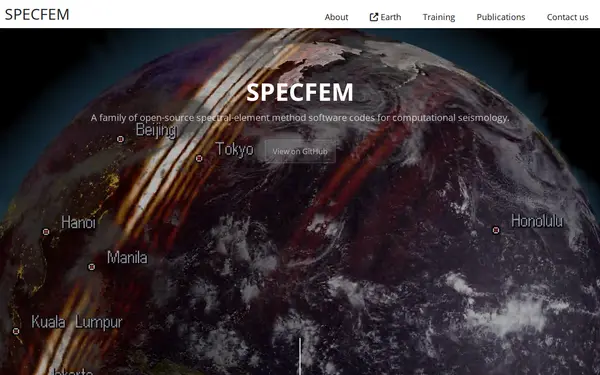 SPECFEM
About
Earth
Training
Publications
Contact us
SPECFEM
A family of open-source spectral-element method software codes for computational seismology.
View on GitHub
Beijing
Tokyo
Hanoi
Honolulu
Manila
Kuala Lumpur
Jakarta